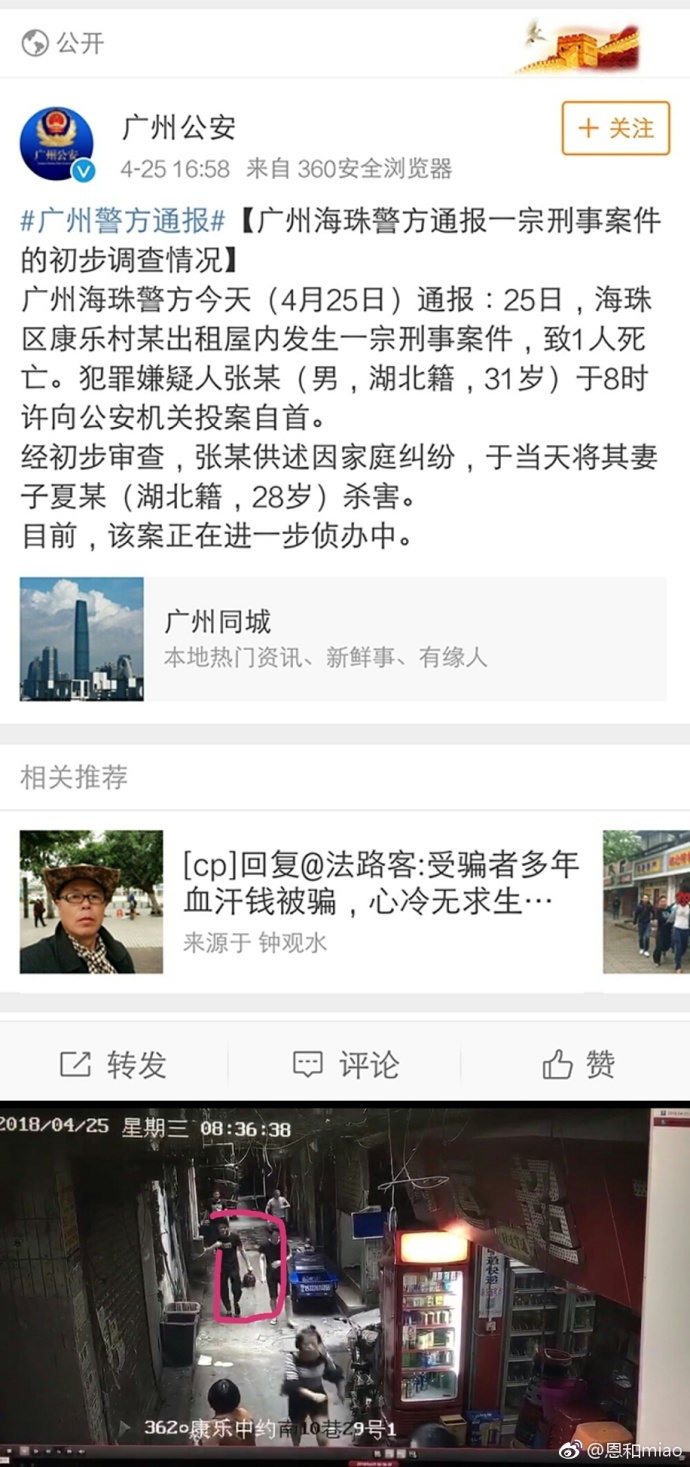 公开
广州公安
广州公安
+ 关注
4-25 16:58 来自 360安全浏览器
#广州警方通报#【广州海珠警方通报一宗刑事案件
的初步调查情况】
广州海珠警方今天（4月25日）通报：25日，海珠
区康乐村某出租屋内发生一宗刑事案件，致1人死
亡。犯罪嫌疑人张某（男，湖北籍，31岁）于8时
许向公安机关投案自首。
经初步审查，张某供述因家庭纠纷，于当天将其妻
子夏某（湖北籍，28岁）杀害。
目前，该案正在进一步侦办中。
广州同城
本地热门资讯、新鲜事、有缘人
相关推荐
[cp]回复@法路客:受骗者多年
血汗钱被骗，心冷无求生…
来源于 钟观水
转发
评论
赞
2018/04/25 星期三 08:36:38
362○康乐中约南10巷29号1
@恩和miao